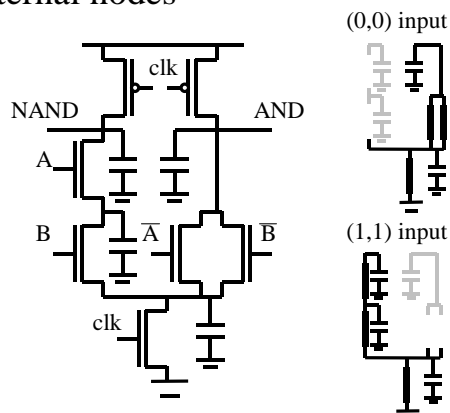 ternal nodes
(0,0) input
clk
NAND
AND
A
B
A̅
B̅
(1,1) input
clk